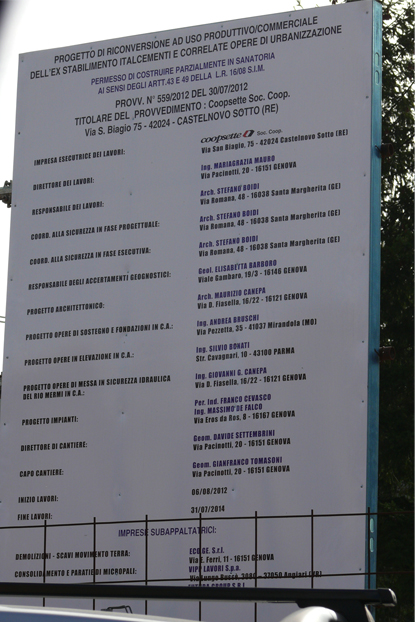 PROGETTO DI RICONVERSIONE AD USO PRODUTTIVO/COMMERCIALE
DELL'EX STABILIMENTO ITALCEMENTI E CORRELATE OPERE DI URBANIZZAZIONE
PERMESSO DI COSTRUIRE PARZIALMENTE IN SANATORIA
AI SENSI DEGLI ARTT.43 E 49 DELLA L.R. 16/08 S.I.M.
PROVV. N° 559/2012 DEL 30/07/2012
TITOLARE DEL PROVVEDIMENTO : Coopsette Soc. Coop.
Via S. Biagio 75 - 42024 - CASTELNOVO SOTTO (RE)
IMPRESA ESECUTRICE DEI LAVORI:
coopsette Soc. Coop.
Via San Biagio, 75 - 42024 Castelnovo Sotto (RE)
DIRETTORE DEI LAVORI:
Ing. MARIAGRAZIA MAURO
Via Pacinotti, 20 - 16151 GENOVA
RESPONSABILE DEI LAVORI:
Arch. STEFANO BOIDI
Via Romana, 48 - 16038 Santa Margherita (GE)
COORD. ALLA SICUREZZA IN FASE PROGETTUALE:
Arch. STEFANO BOIDI
Via Romana, 48 - 16038 Santa Margherita (GE)
COORD. ALLA SICUREZZA IN FASE ESECUTIVA:
Arch. STEFANO BOIDI
Via Romana, 48 - 16038 Santa Margherita (GE)
RESPONSABILE DEGLI ACCERTAMENTI GEOGNOSTICI:
Geol. ELISABETTA BARBORO
Viale Gambaro, 19/3 - 16146 GENOVA
PROGETTO ARCHITETTONICO:
Arch. MAURIZIO CANEPA
Via D. Fiasella, 16/22 - 16121 GENOVA
PROGETTO OPERE DI SOSTEGNO E FONDAZIONI IN C.A.:
Ing. ANDREA BRUSCHI
Via Pezzetta, 35 - 41037 Mirandola (MO)
PROGETTO OPERE IN ELEVAZIONE IN C.A.:
Ing. SILVIO BONATI
Str. Cavagnari, 10 - 43100 PARMA
PROGETTO OPERE DI MESSA IN SICUREZZA IDRAULICA
DEL RIO MERMI IN C.A.:
Ing. GIOVANNI G. CANEPA
Via D. Fiasella, 16/22 - 16121 GENOVA
PROGETTO IMPIANTI:
Per. Ind. FRANCO CEVASCO
Ing. MASSIMO DE FALCO
Via Eros da Ros, 8 - 16167 GENOVA
DIRETTORE DI CANTIERE:
Geom. DAVIDE SETTEMBRINI
Via Pacinotti, 20 - 16151 GENOVA
CAPO CANTIERE:
Geom. GIANFRANCO TOMASONI
Via Pacinotti, 20 - 16151 GENOVA
INIZIO LAVORI:
06/08/2012
FINE LAVORI:
31/07/2014
IMPRESE SUBAPPALTATRICI:
DEMOLIZIONI - SCAVI MOVIMENTO TERRA:
ECO.GE. S.r.l.
Via E. Ferri, 11 - 16151 GENOVA
CONSOLIDAMENTO E PARATIE DI MICROPALI:
VIPP LAVORI S.p.a.